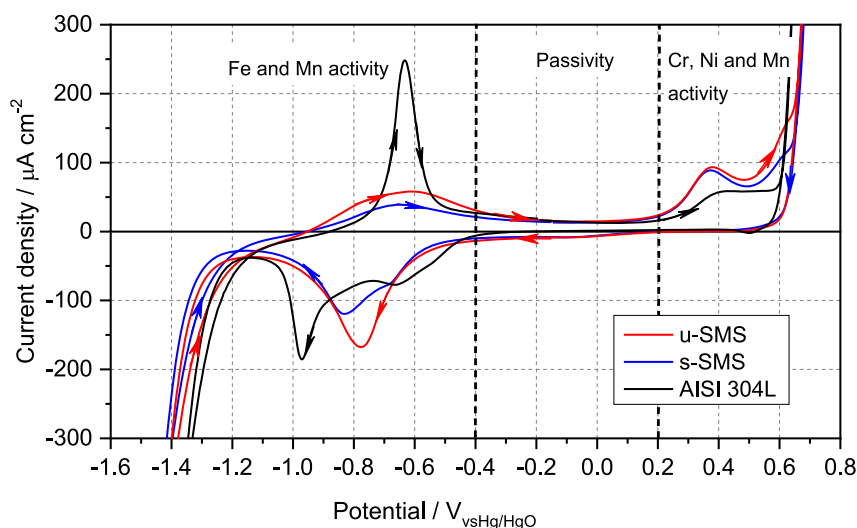 Fe and Mn activity
Passivity
Cr, Ni and Mn
activity
Current density / μA cm⁻²
300
200
100
0
-100
-200
-300
u-SMS
s-SMS
AISI 304L
-1.6 -1.4 -1.2 -1.0 -0.8 -0.6 -0.4 -0.2 0.0 0.2 0.4 0.6 0.8
Potential / V vsHg/HgO